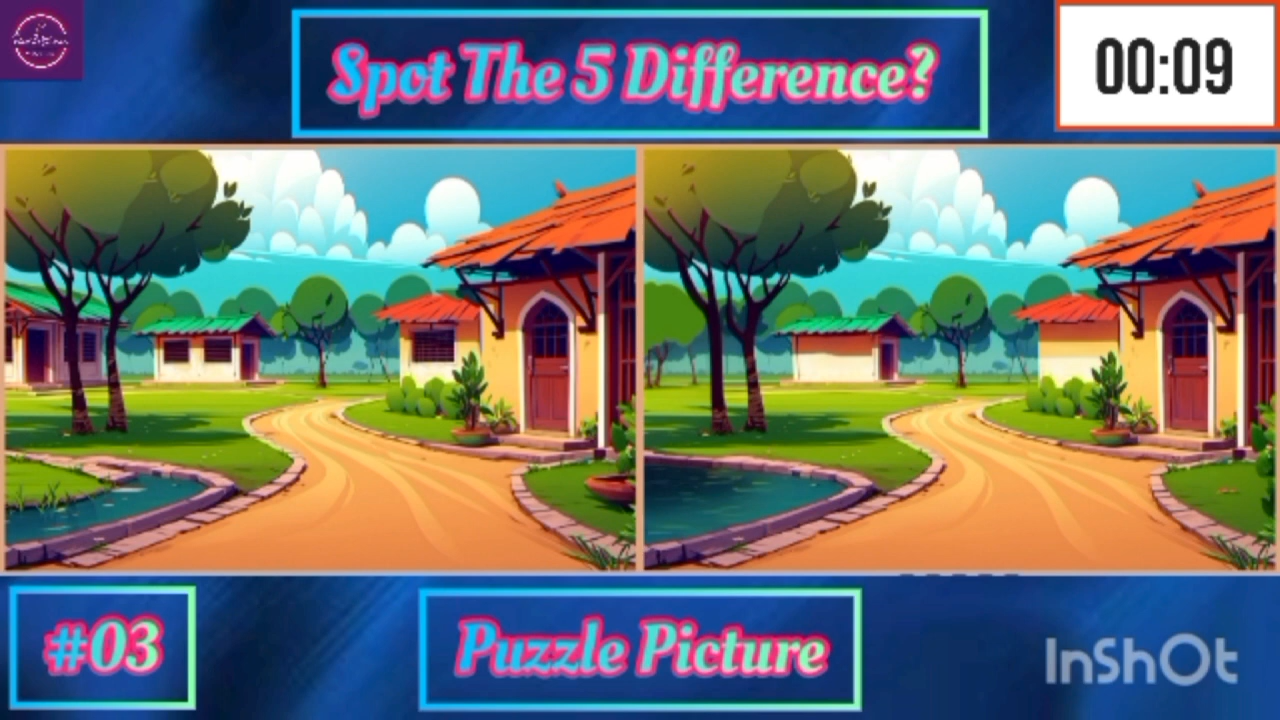 Spot The 5 Difference?
00:09
#03
Puzzle Picture
InShOt